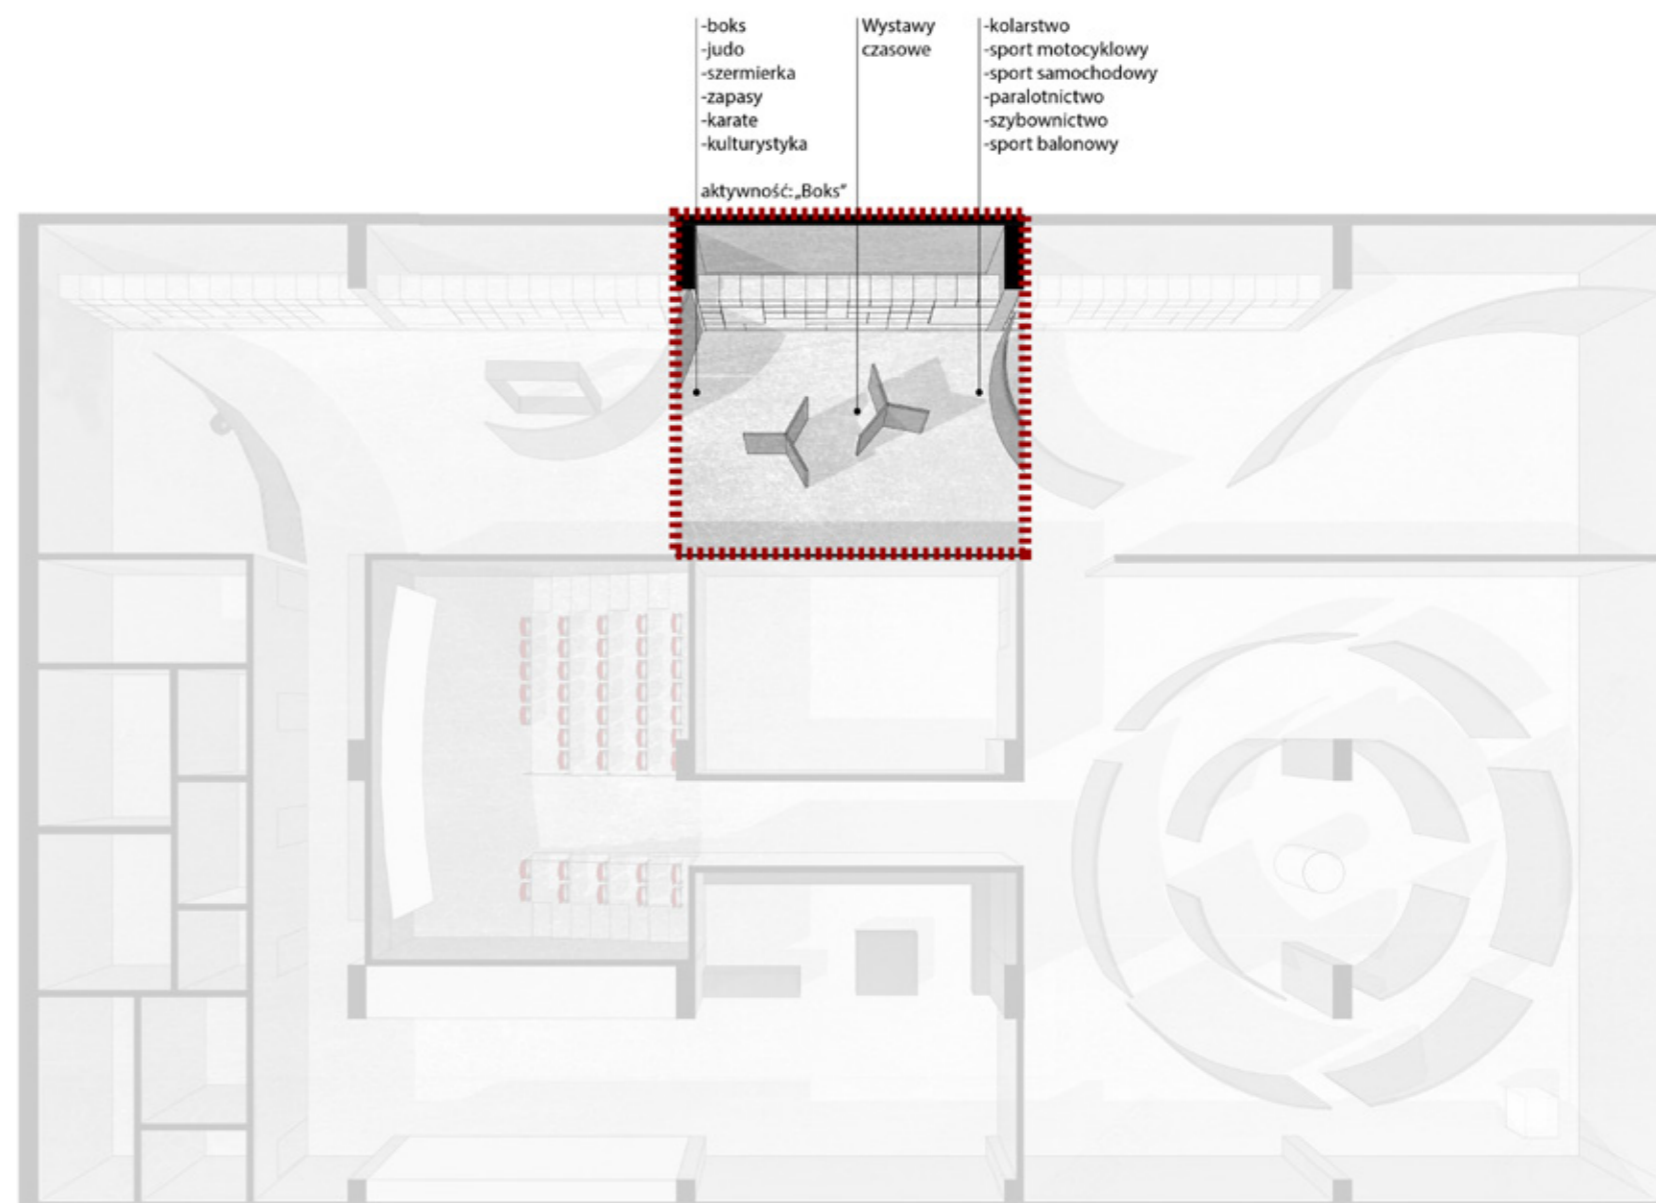 -boks
-judo
-szermierka
-zapasy
-karate
-kulturystyka
aktywność:„Boks”
Wystawy
czasowe
-kolarstwo
-sport motocyklowy
-sport samochodowy
-paralotnictwo
-szybownictwo
-sport balonowy